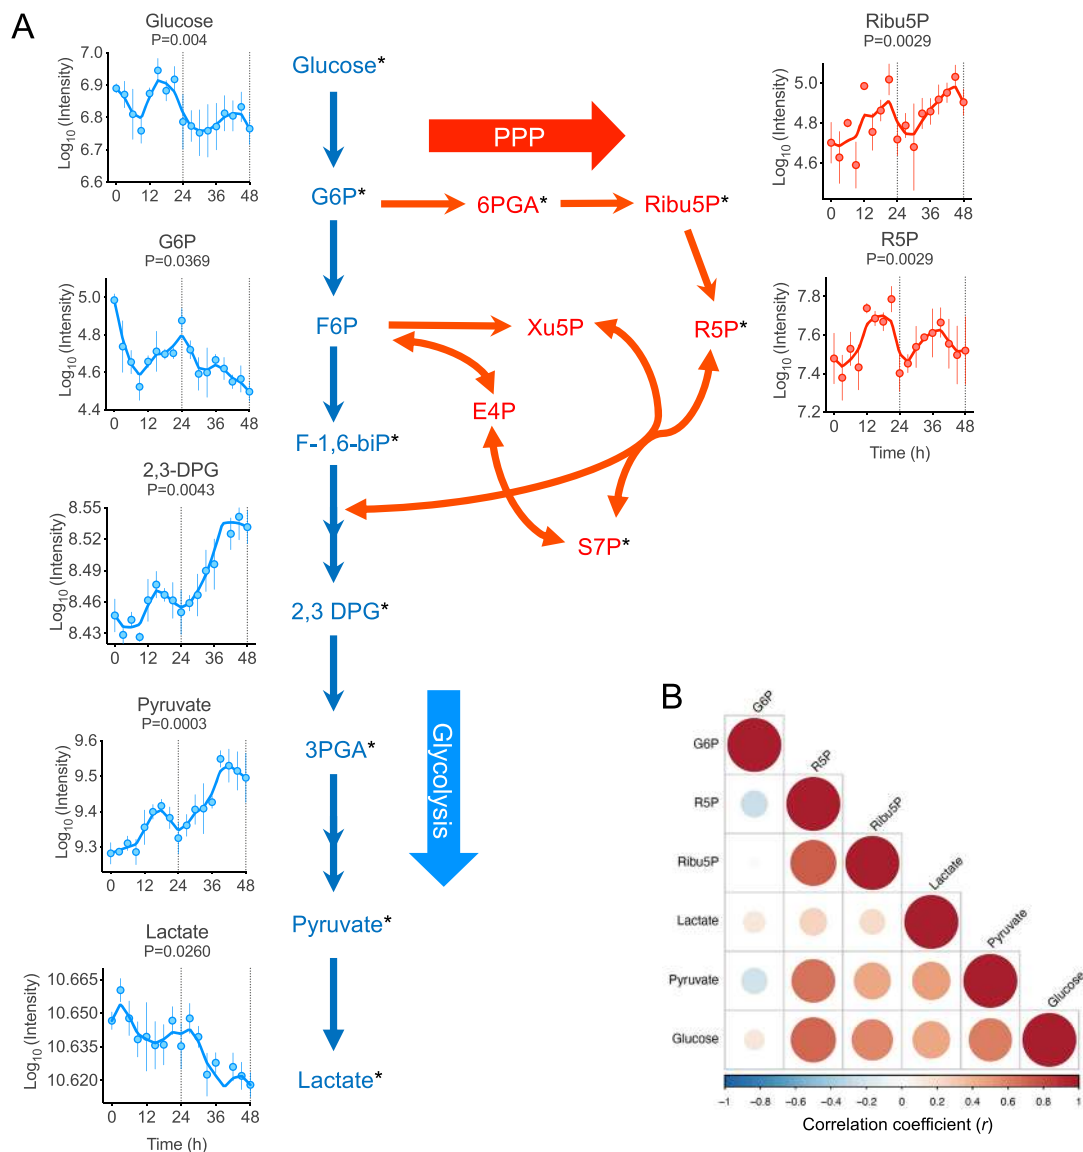 A
Glucose
P=0.004
Log10 (Intensity)
7.0
6.9
6.8
6.7
6.6
0 12 24 36 48
G6P
P=0.0369
Log10 (Intensity)
5.0
4.8
4.6
4.4
0 12 24 36 48
2,3-DPG
P=0.0043
Log10 (Intensity)
8.55
8.52
8.49
8.46
8.43
0 12 24 36 48
Pyruvate
P=0.0003
Log10 (Intensity)
9.6
9.5
9.4
9.3
0 12 24 36 48
Lactate
P=0.0260
Log10 (Intensity)
10.665
10.650
10.635
10.620
0 12 24 36 48
Time (h)
Glucose*
PPP
G6P*
6PGA*
Ribu5P*
F6P
Xu5P
R5P*
E4P
F-1,6-biP*
S7P*
2,3 DPG*
3PGA*
Glycolysis
Pyruvate*
Lactate*
Ribu5P
P=0.0029
Log10 (Intensity)
5.0
4.8
4.6
0 12 24 36 48
R5P
P=0.0029
Log10 (Intensity)
7.8
7.6
7.4
7.2
0 12 24 36 48
Time (h)
B
G6P
R5P
Ribu5P
Lactate
Pyruvate
Glucose
G6P
R5P
Ribu5P
Lactate
Pyruvate
Glucose
−1 −0.8 −0.6 −0.4 −0.2 0 0.2 0.4 0.6 0.8 1
Correlation coefficient (r)